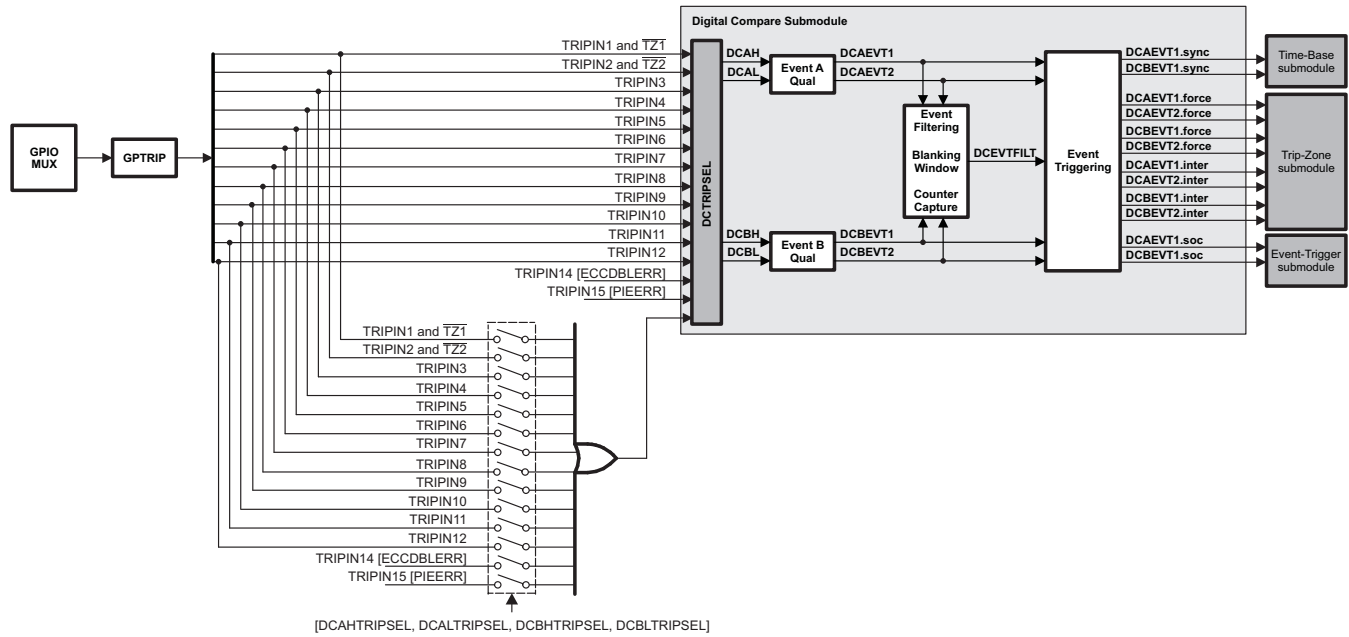 Digital Compare Submodule
GPIO
MUX
GPTRIP
TRIPIN1 and TZ1
TRIPIN2 and TZ2
TRIPIN3
TRIPIN4
TRIPIN5
TRIPIN6
TRIPIN7
TRIPIN8
TRIPIN9
TRIPIN10
TRIPIN11
TRIPIN12
TRIPIN14 [ECCDBLERR]
TRIPIN15 [PIEERR]
DCTRIPSEL
DCAH
DCAL
Event A
Qual
DCAEVT1
DCAEVT2
DCBH
DCBL
Event B
Qual
DCBEVT1
DCBEVT2
Event
Filtering
Blanking
Window
Counter
Capture
DCEVTFILT
Event
Triggering
DCAEVT1.sync
DCBEVT1.sync
DCAEVT1.force
DCAEVT2.force
DCBEVT1.force
DCBEVT2.force
DCAEVT1.inter
DCAEVT2.inter
DCBEVT1.inter
DCBEVT2.inter
DCAEVT1.soc
DCBEVT1.soc
Time-Base
submodule
Trip-Zone
submodule
Event-Trigger
submodule
TRIPIN1 and TZ1
TRIPIN2 and TZ2
TRIPIN3
TRIPIN4
TRIPIN5
TRIPIN6
TRIPIN7
TRIPIN8
TRIPIN9
TRIPIN10
TRIPIN11
TRIPIN12
TRIPIN14 [ECCDBLERR]
TRIPIN15 [PIEERR]
[DCAHTRIPSEL, DCALTRIPSEL, DCBHTRIPSEL, DCBLTRIPSEL]